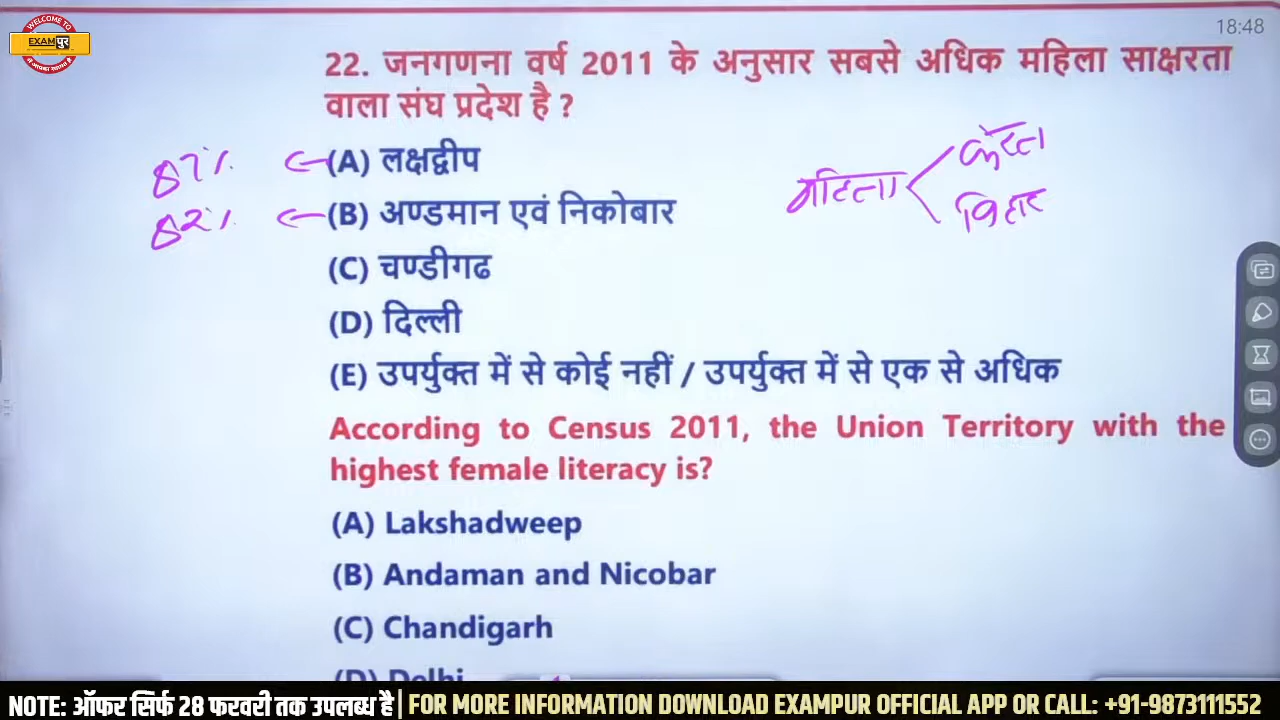 WELCOME TO
EXAMपुर
18:48
22. जनगणना वर्ष 2011 के अनुसार सबसे अधिक महिला साक्षरता
वाला संघ प्रदेश है ?
87% (A) लक्षद्वीप
82% (B) अण्डमान एवं निकोबार
महिला केरल
बिहार
(C) चण्डीगढ
(D) दिल्ली
(E) उपर्युक्त में से कोई नहीं / उपर्युक्त में से एक से अधिक
According to Census 2011, the Union Territory with the
highest female literacy is?
(A) Lakshadweep
(B) Andaman and Nicobar
(C) Chandigarh
(D) Delhi
NOTE: ऑफर सिर्फ 28 फरवरी तक उपलब्ध है | FOR MORE INFORMATION DOWNLOAD EXAMPUR OFFICIAL APP OR CALL: +91-9873111552